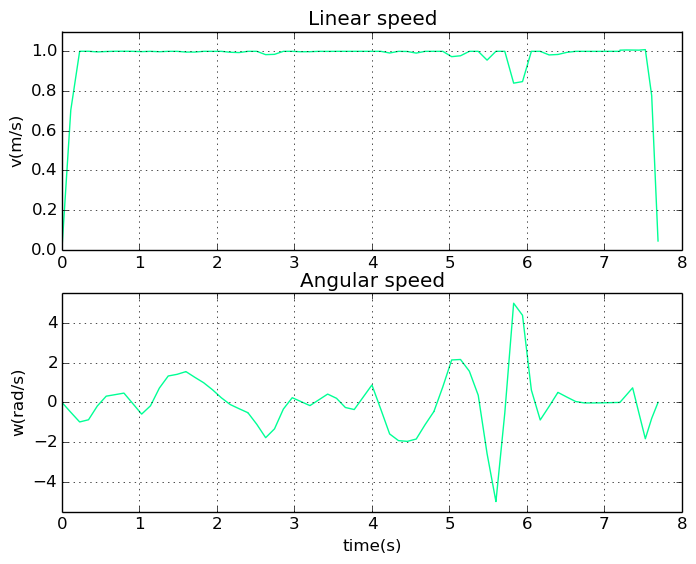 Linear speed
v(m/s)
1.0
0.8
0.6
0.4
0.2
0.0
0 1 2 3 4 5 6 7 8
Angular speed
w(rad/s)
4
2
0
−2
−4
0 1 2 3 4 5 6 7 8
time(s)